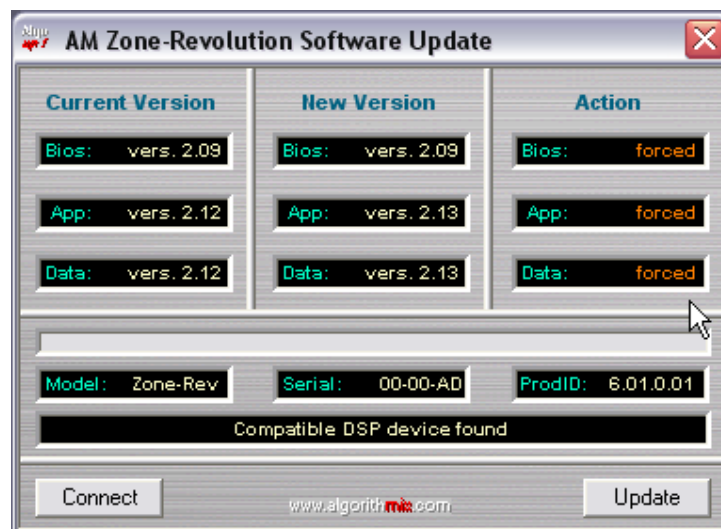 AM Zone-Revolution Software Update
Current Version New Version Action
Bios: vers. 2.09 Bios: vers. 2.09 Bios: forced
App: vers. 2.12 App: vers. 2.13 App: forced
Data: vers. 2.12 Data: vers. 2.13 Data: forced
Model: Zone-Rev Serial: 00-00-AD ProdID: 6.01.0.01
Compatible DSP device found
Connect www.algorithmix.com Update